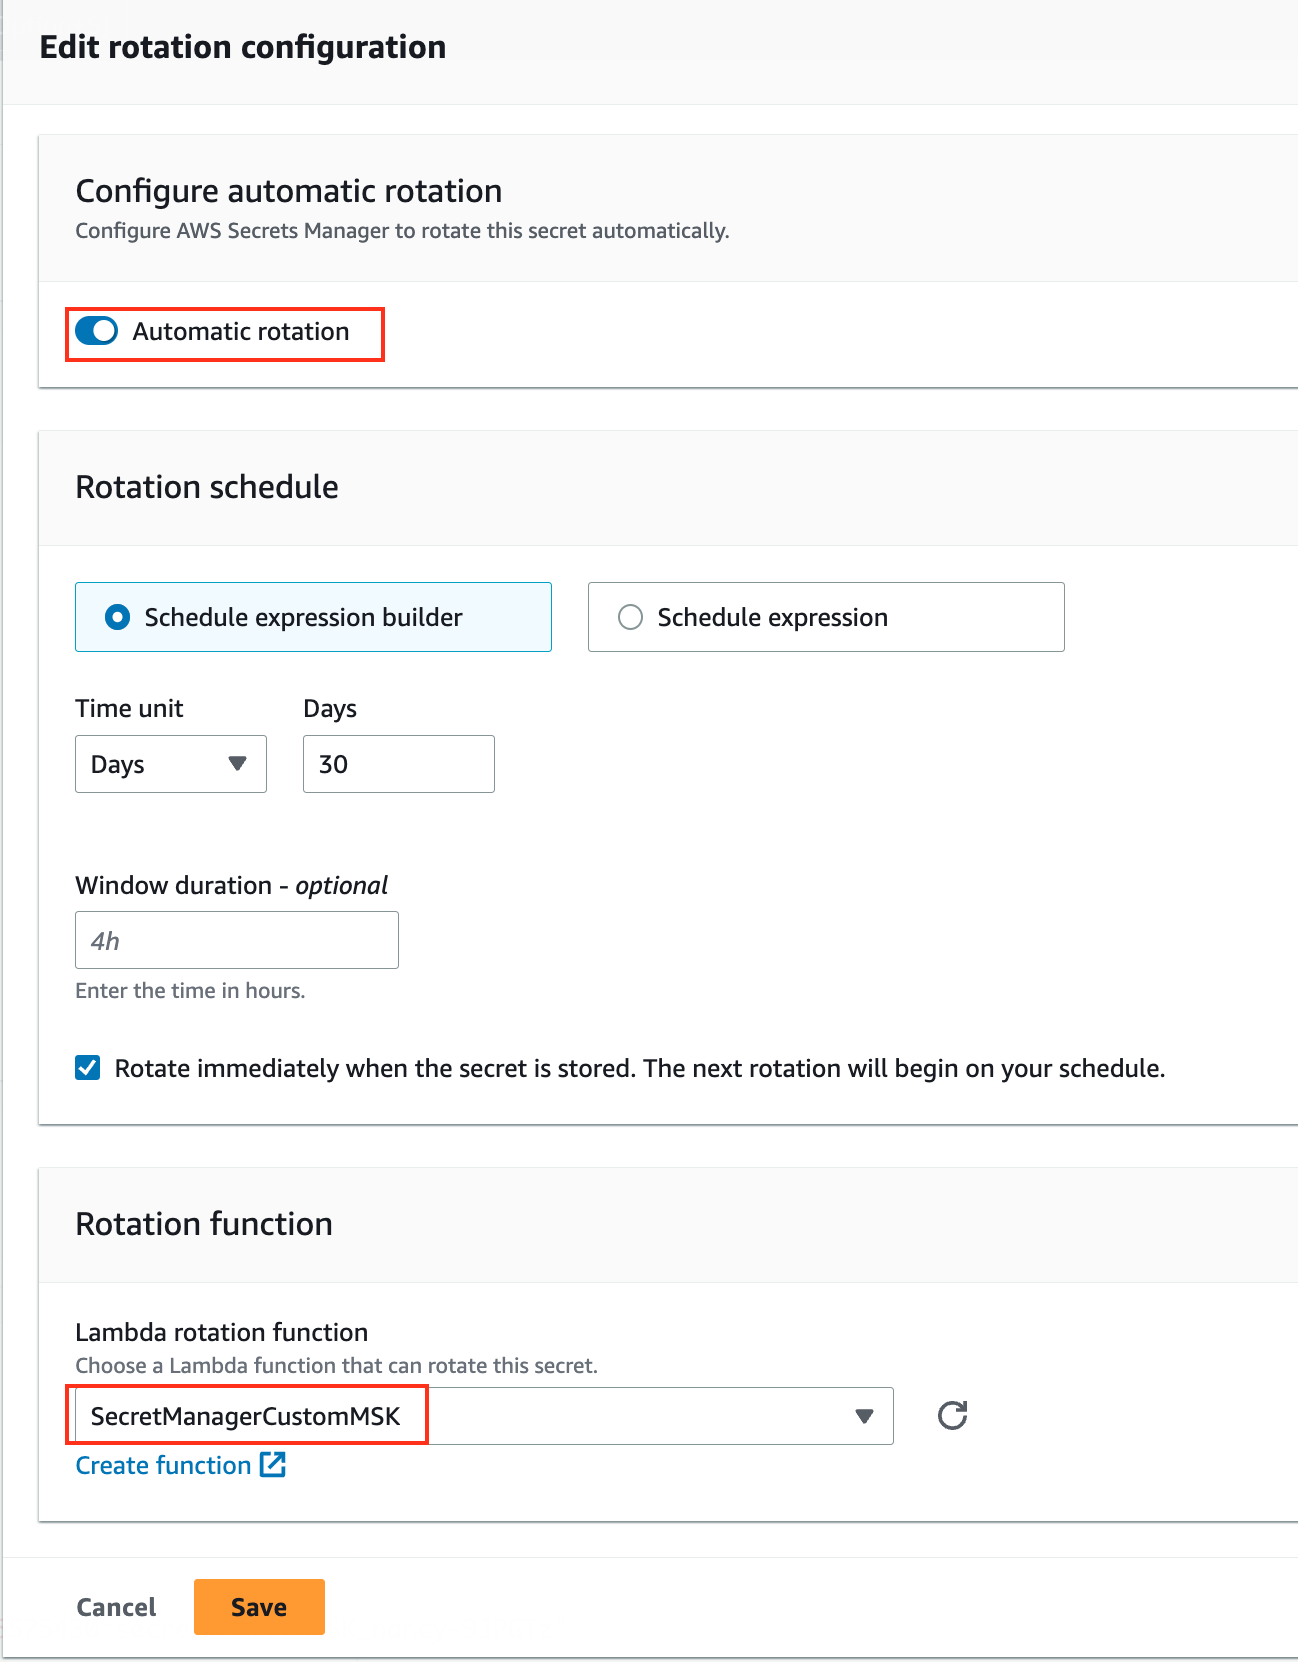 Edit rotation configuration
Configure automatic rotation
Configure AWS Secrets Manager to rotate this secret automatically.
Automatic rotation
Rotation schedule
Schedule expression builder
Schedule expression
Time unit
Days
Days
30
Window duration - optional
4h
Enter the time in hours.
Rotate immediately when the secret is stored. The next rotation will begin on your schedule.
Rotation function
Lambda rotation function
Choose a Lambda function that can rotate this secret.
SecretManagerCustomMSK
Create function
Cancel
Save